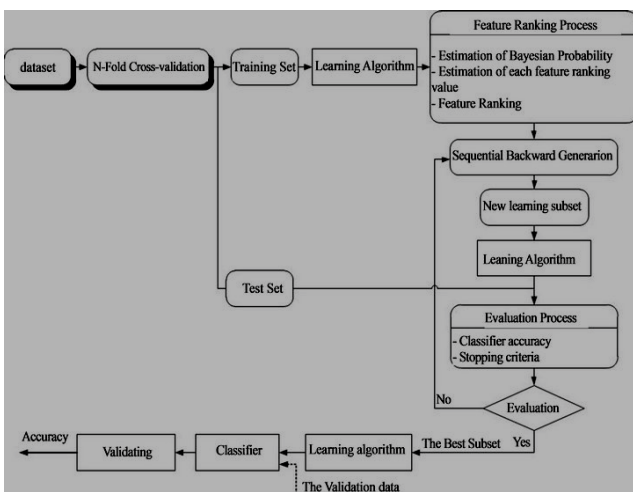 Feature Ranking Process
- Estimation of Bayesian Probability
- Estimation of each feature ranking
value
- Feature Ranking
dataset
N-Fold Cross-validation
Training Set
Learning Algorithm
Sequential Backward Generarion
New learning subset
Leaning Algorithm
Test Set
Evaluation Process
- Classifier accuracy
- Stopping criteria
No
Evaluation
Yes
The Best Subset
Learning algorithm
Classifier
Validating
Accuracy
The Validation data